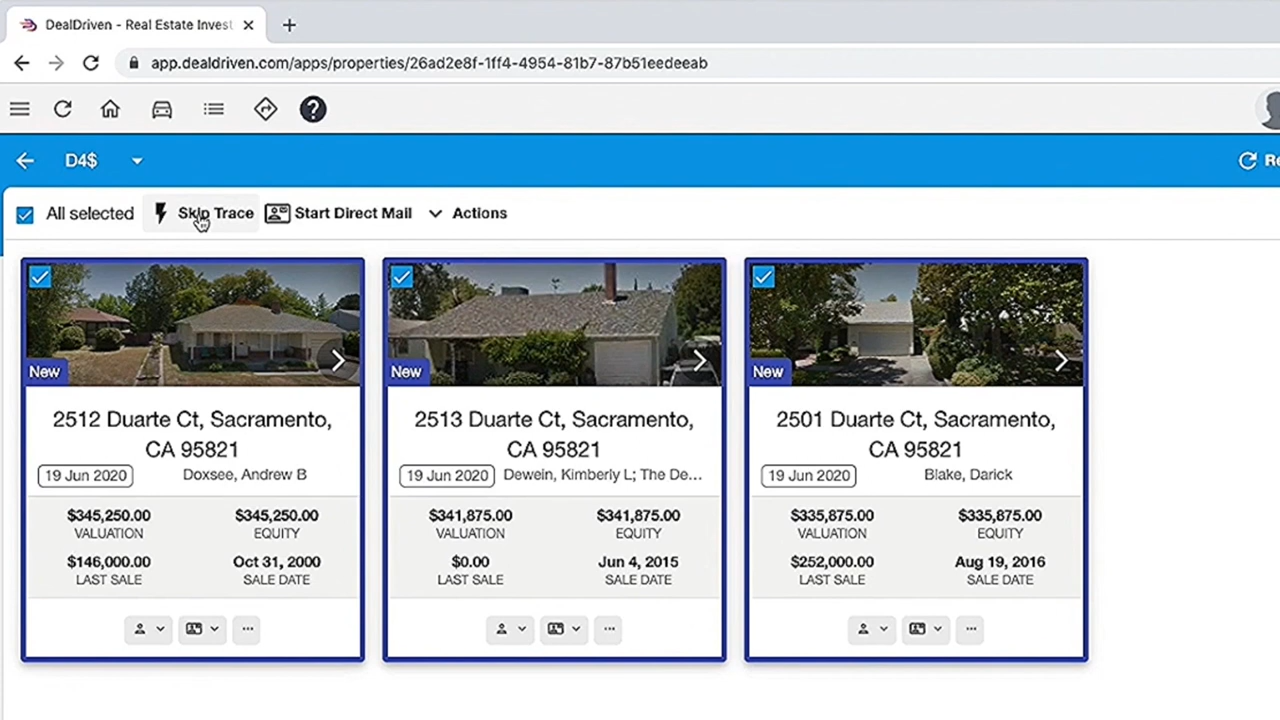 DealDriven - Real Estate Invest
app.dealdriven.com/apps/properties/26ad2e8f-1ff4-4954-81b7-87b51eedeeab
?
D4$
All selected Skip Trace Start Direct Mail Actions
New
2512 Duarte Ct, Sacramento,
CA 95821
19 Jun 2020 Doxsee, Andrew B
$345,250.00 $345,250.00
VALUATION EQUITY
$146,000.00 Oct 31, 2000
LAST SALE SALE DATE
New
2513 Duarte Ct, Sacramento,
CA 95821
19 Jun 2020 Dewein, Kimberly L; The De...
$341,875.00 $341,875.00
VALUATION EQUITY
$0.00 Jun 4, 2015
LAST SALE SALE DATE
New
2501 Duarte Ct, Sacramento,
CA 95821
19 Jun 2020 Blake, Darick
$335,875.00 $335,875.00
VALUATION EQUITY
$252,000.00 Aug 19, 2016
LAST SALE SALE DATE